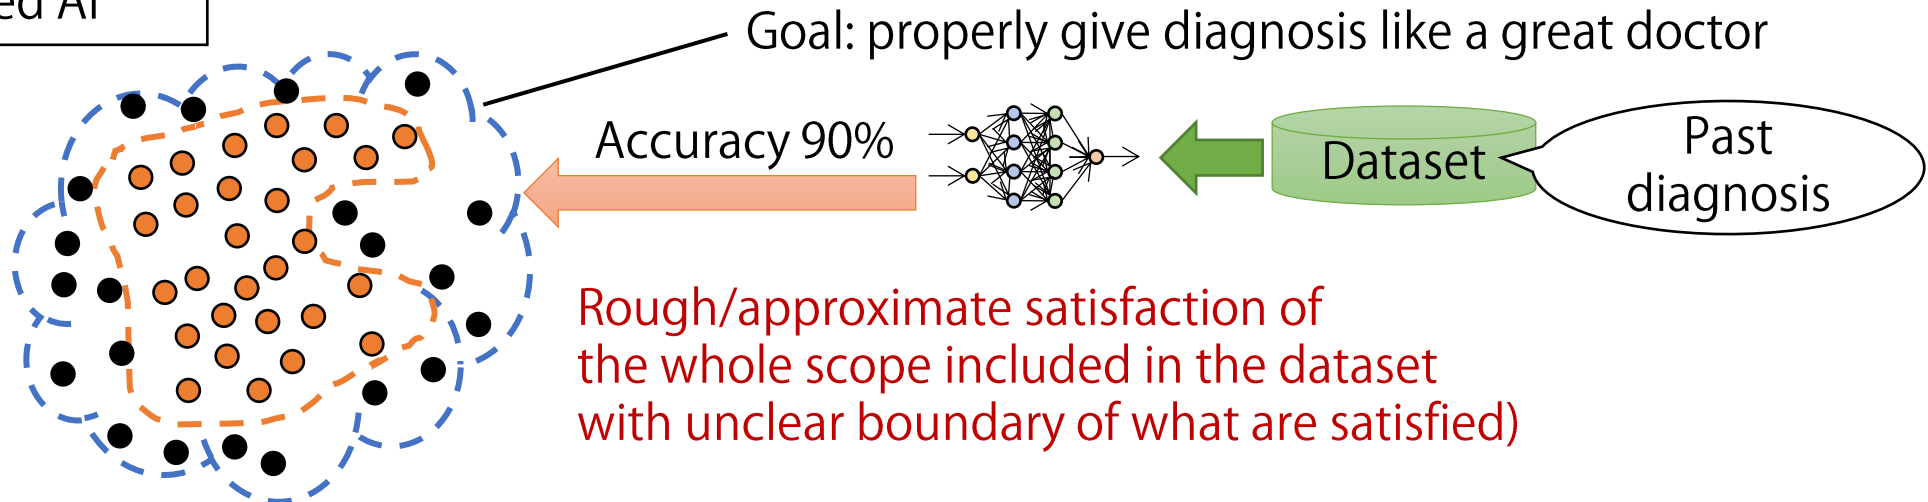 AI
Goal: properly give diagnosis like a great doctor
Accuracy 90%
Dataset
Past
diagnosis
Rough/approximate satisfaction of
the whole scope included in the dataset
with unclear boundary of what are satisfied)